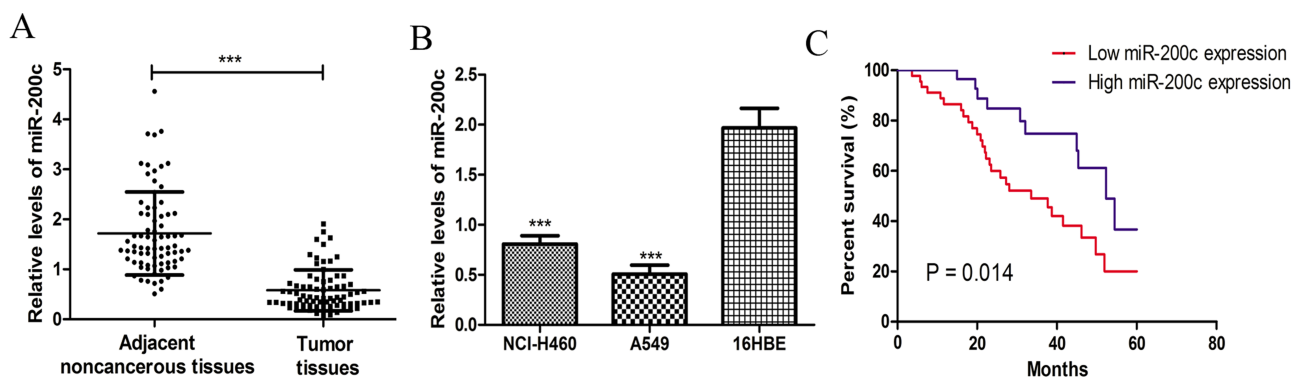 A
Relative levels of miR-200c
5
4
3
2
1
0
***
Adjacent
noncancerous tissues
Tumor
tissues
B
Relative levels of miR-200c
2.5
2.0
1.5
1.0
0.5
0.0
***
***
NCI-H460
A549
16HBE
C
Low miR-200c expression
High miR-200c expression
Percent survival (%)
100
80
60
40
20
0
P = 0.014
0
20
40
60
80
Months